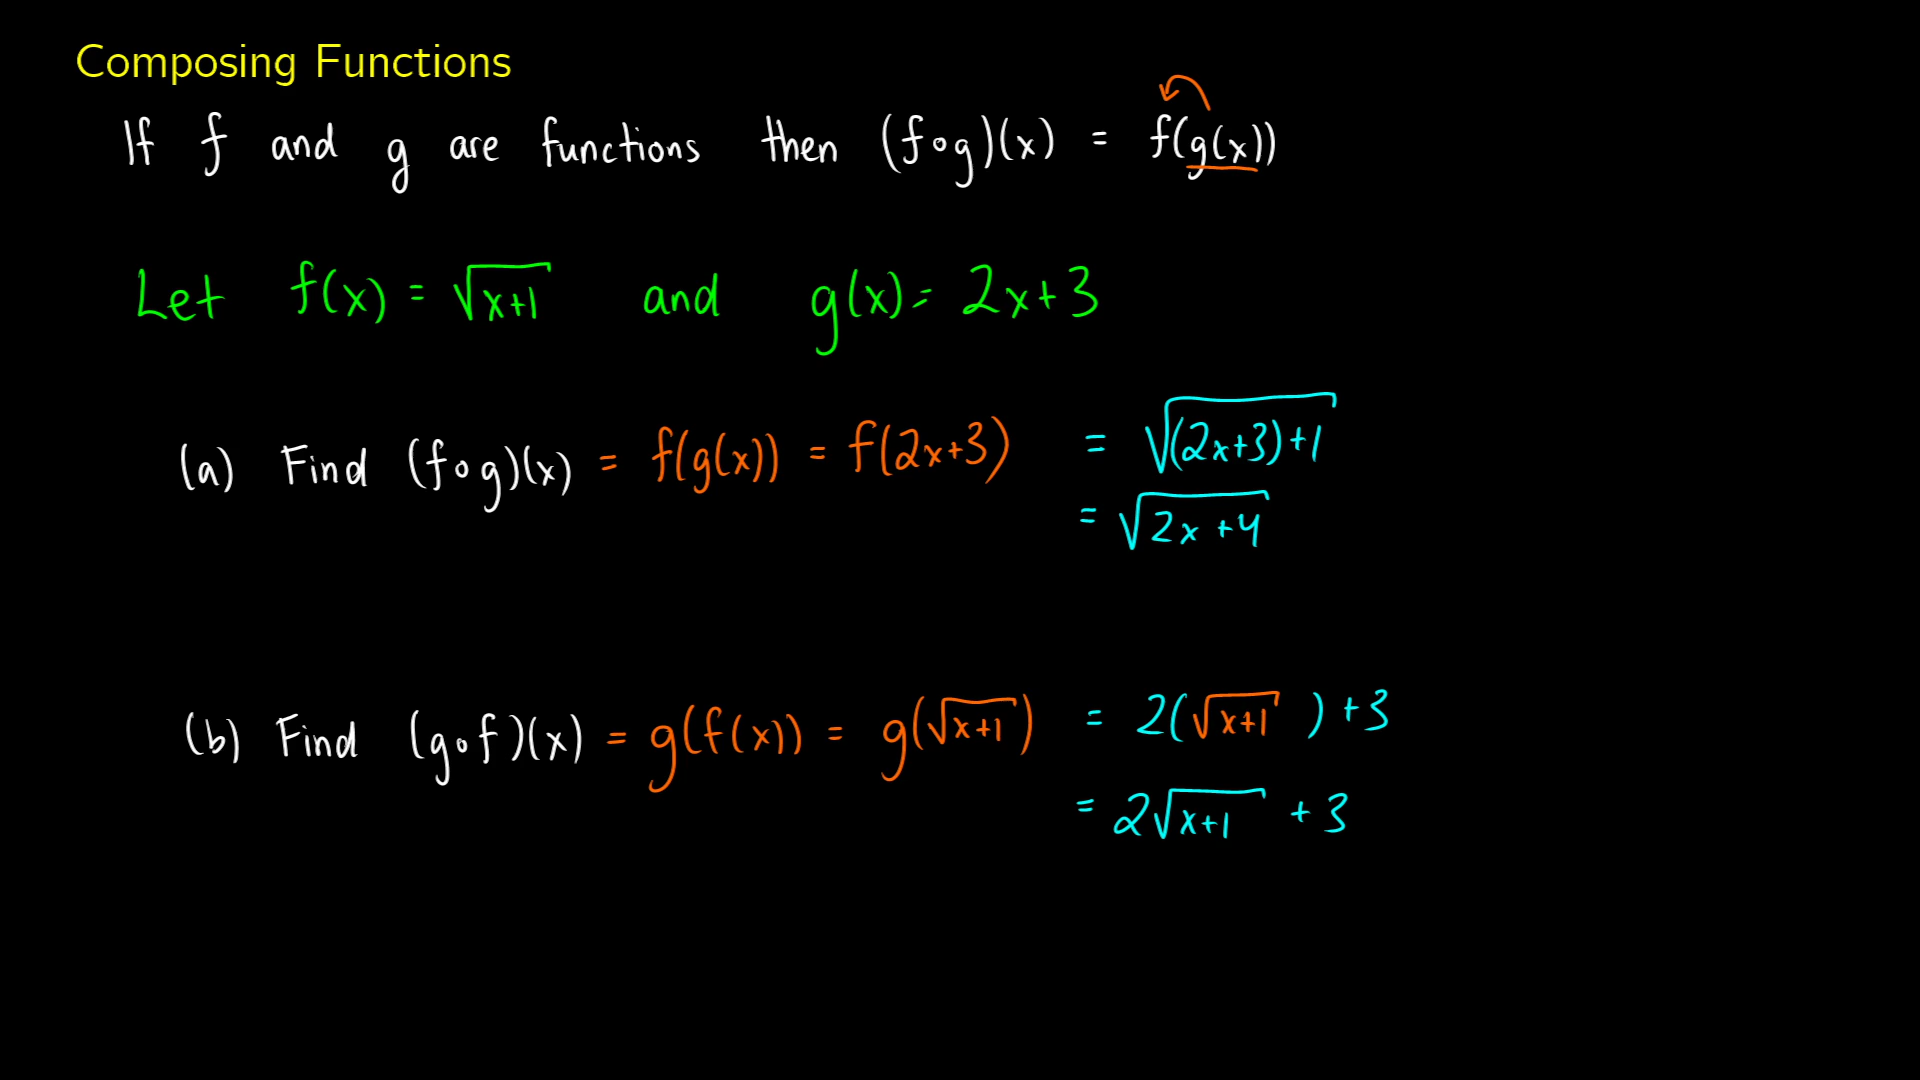 Composing Functions
If f and g are functions then (f∘g)(x) = f(g(x))
Let f(x) = √(x+1) and g(x) = 2x+3
(a) Find (f∘g)(x) = f(g(x)) = f(2x+3) = √((2x+3)+1)
= √(2x+4)
(b) Find (g∘f)(x) = g(f(x)) = g(√(x+1)) = 2(√(x+1)) + 3
= 2√(x+1) + 3